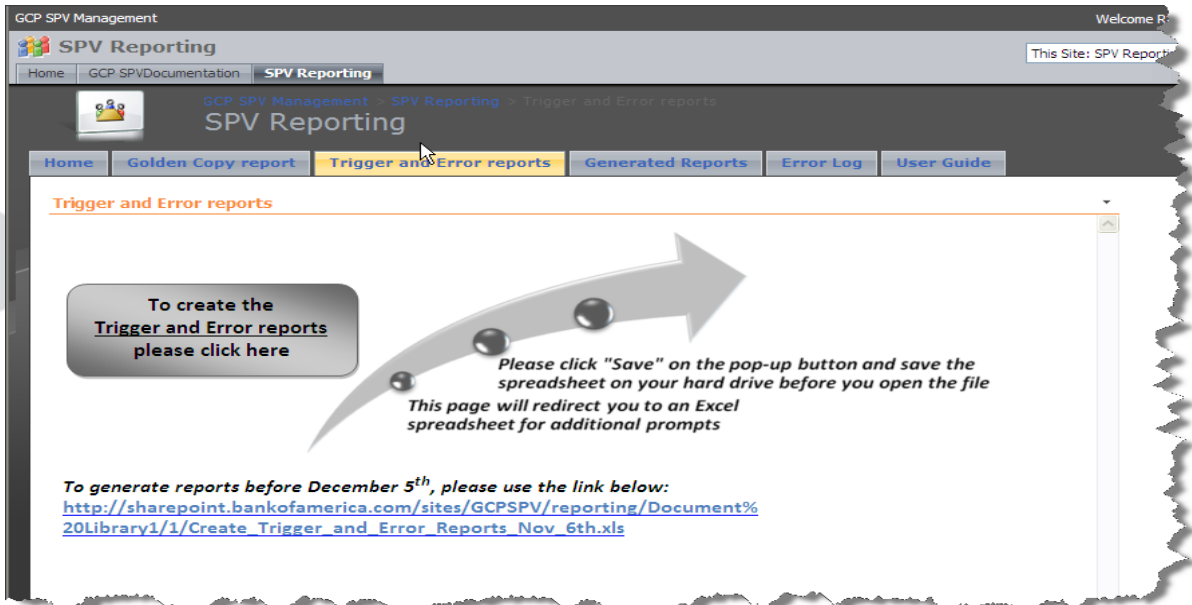 GCP SPV Management
Welcome
SPV Reporting
This Site: SPV
Home GCP SPVDocumentation SPV Reporting
GCP SPV Management > SPV Reporting > Trigger and Error reports
SPV Reporting
Home Golden Copy report Trigger and Error reports Generated Reports Error Log User Guide
Trigger and Error reports
To create the
Trigger and Error reports
please click here
Please click "Save" on the pop-up button and save the
spreadsheet on your hard drive before you open the file
This page will redirect you to an Excel
spreadsheet for additional prompts
To generate reports before December 5th, please use the link below:
http://sharepoint.bankofamerica.com/sites/GCPSPV/reporting/Document%
20Library1/1/Create_Trigger_and_Error_Reports_Nov_6th.xls